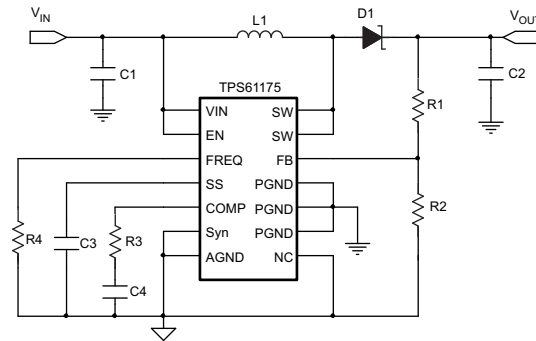 VIN
L1
D1
VOUT
C1
C2
TPS61175
VIN
SW
EN
SW
R1
FREQ
FB
SS
PGND
COMP
PGND
R2
R4
C3
R3
Syn
PGND
AGND
NC
C4